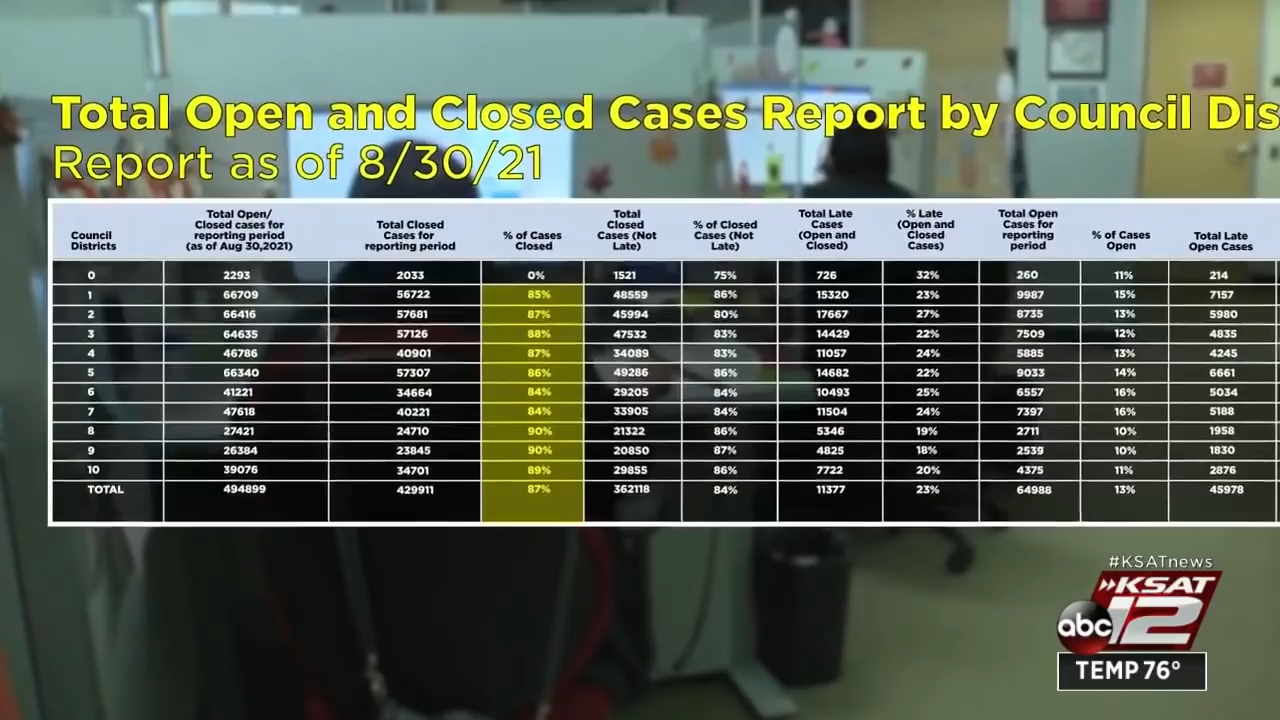 Total Open and Closed Cases Report by Council Dis
Report as of 8/30/21
Council Districts Total Open/ Closed cases for reporting period (as of Aug 30,2021) Total Closed Cases for reporting period % of Cases Closed Total Closed Cases (Not Late) % of Closed Cases (Not Late) Total Late Cases (Open and Closed) % Late (Open and Closed Cases) Total Open Cases for reporting period % of Cases Open Total Late Open Cases
0 2293 2033 0% 1521 75% 726 32% 260 11% 214
1 66709 56722 85% 48559 86% 15320 23% 9987 15% 7157
2 66416 57681 87% 45994 80% 17667 27% 8735 13% 5980
3 64635 57126 88% 47532 83% 14429 22% 7509 12% 4835
4 46786 40901 87% 34089 83% 11057 24% 5885 13% 4245
5 66340 57307 86% 49286 86% 14682 22% 9033 14% 6661
6 41221 34664 84% 29205 84% 10493 25% 6557 16% 5034
7 47618 40221 84% 33905 84% 11504 24% 7397 16% 5188
8 27421 24710 90% 21322 86% 5346 19% 2711 10% 1958
9 26384 23845 90% 20850 87% 4825 18% 2539 10% 1830
10 39076 34701 89% 29855 86% 7722 20% 4375 11% 2876
TOTAL 494899 429911 87% 362118 84% 11377 23% 64988 13% 45978
#KSATnews
KSAT
abc 12
TEMP 76°